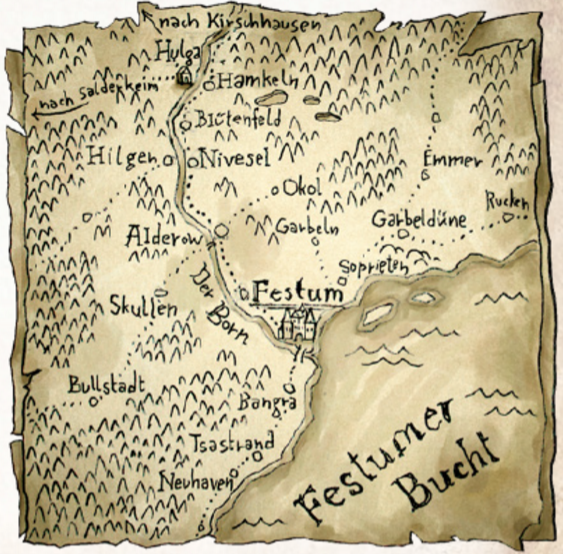 nach Kirschhausen
Hulga
Hamkeln
nach Salderkeim
Blütenfeld
Hilgen
Nivesel
Emmer
Okol
Rucken
Garbeln
Garbeldüne
Alderow
Soprieten
Der Born
Festum
Skullen
Bullstadt
Bangra
Tsastrand
Neuhaven
Festumer
Bucht